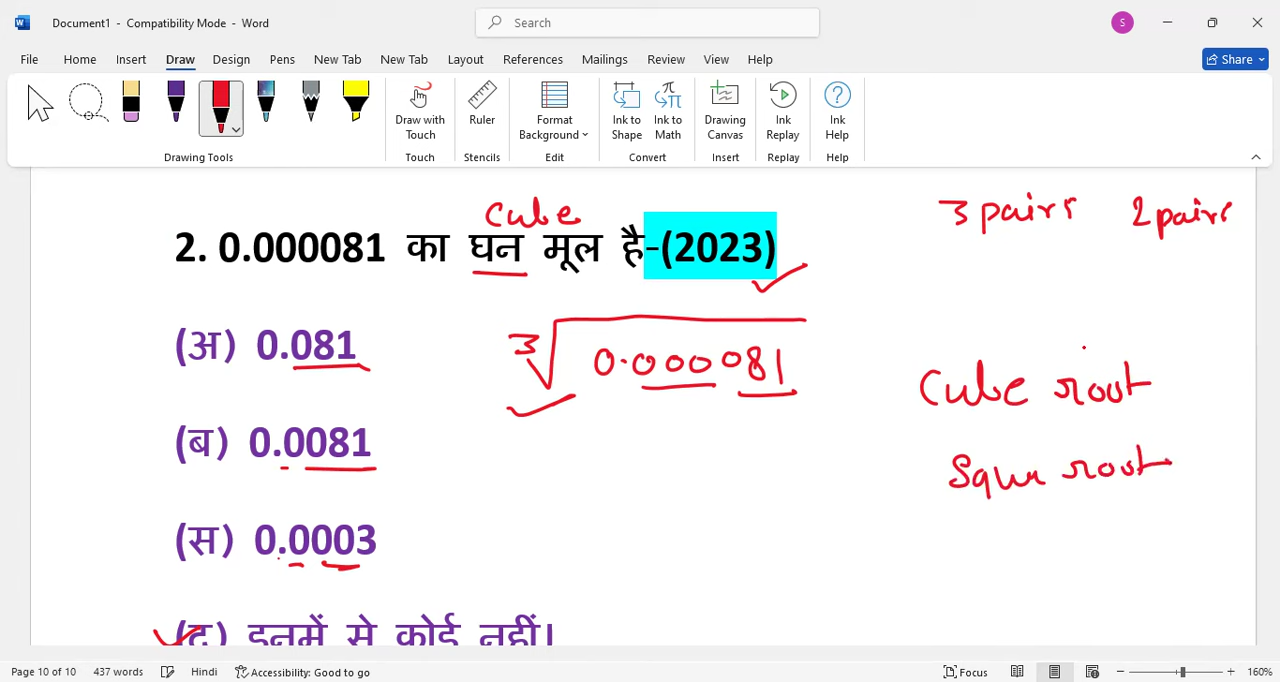 Document1 - Compatibility Mode - Word
Search
S
File Home Insert Draw Design Pens New Tab New Tab Layout References Mailings Review View Help
Share
Draw with Touch
Ruler
Format Background
Ink to Shape
Ink to Math
Drawing Canvas
Ink Replay
Ink Help
Drawing Tools Touch Stencils Edit Convert Insert Replay Help
3 pairs 2 pairs
Cube
2. 0.000081 का घन मूल है-(2023)
(अ) 0.081
3√0.000081
Cube root
(ब) 0.0081
Squre root
(स) 0.0003
(द) इनमें से कोई नहीं।
Page 10 of 10 437 words Hindi Accessibility: Good to go Focus 160%